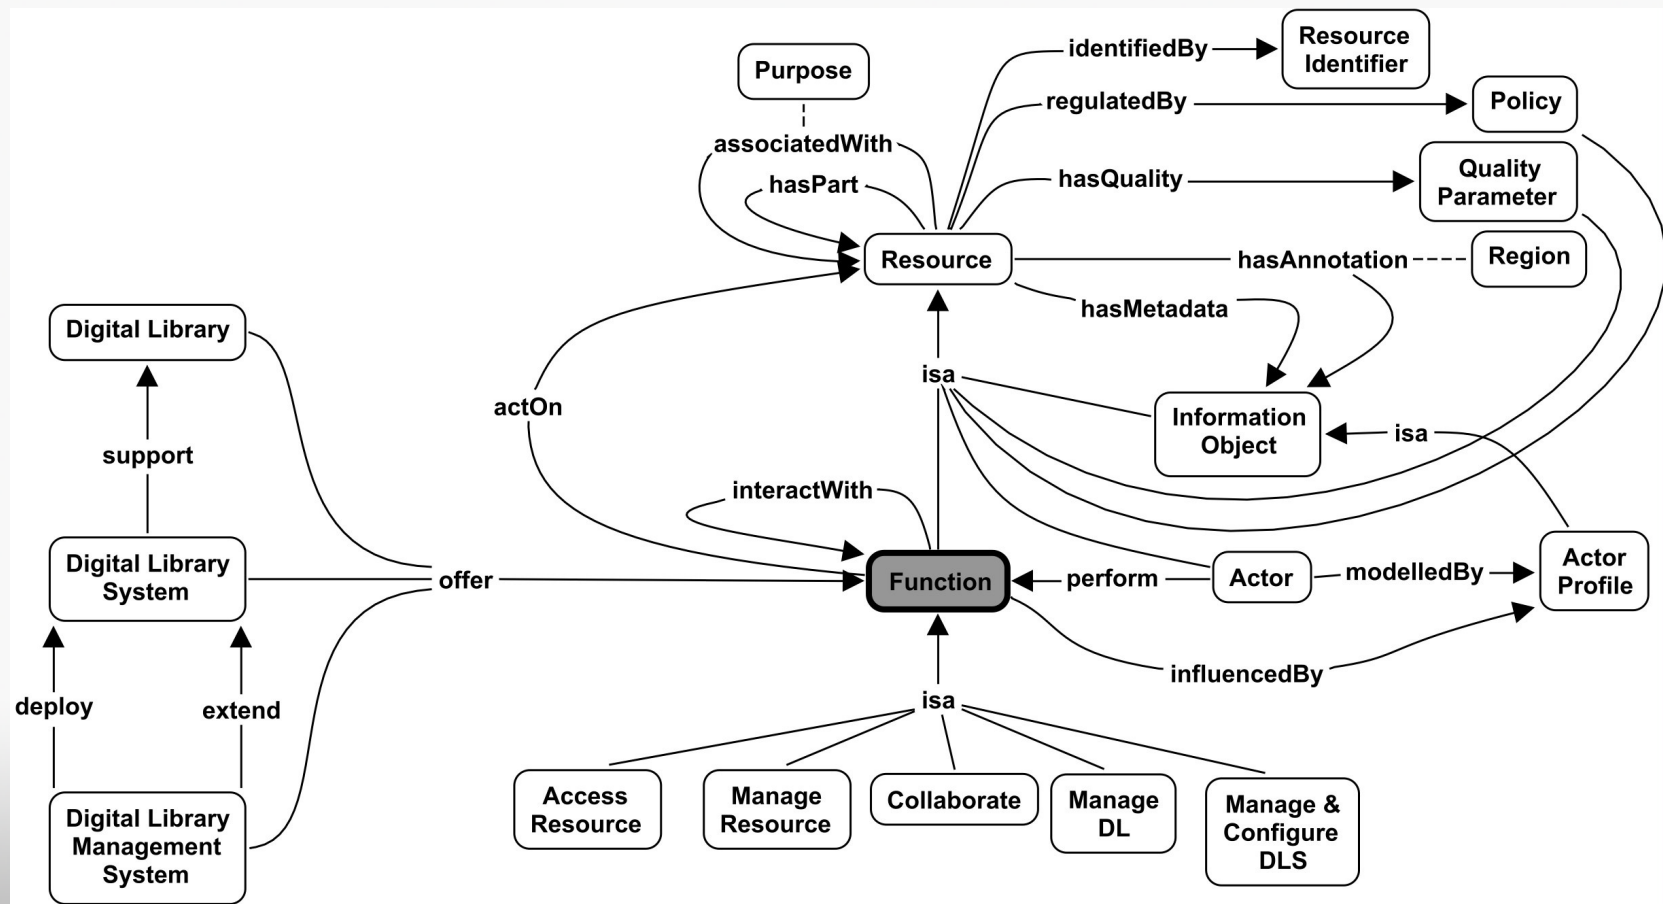 identifiedBy
Resource
Identifier
Purpose
regulatedBy
Policy
associatedWith
hasPart
hasQuality
Quality
Parameter
Resource
hasAnnotation
Region
hasMetadata
Digital Library
isa
actOn
Information
Object
isa
support
interactWith
Digital Library
System
offer
Function
perform
Actor
modelledBy
Actor
Profile
influencedBy
deploy
extend
isa
Access
Resource
Manage
Resource
Collaborate
Manage
DL
Manage &
Configure
DLS
Digital Library
Management
System